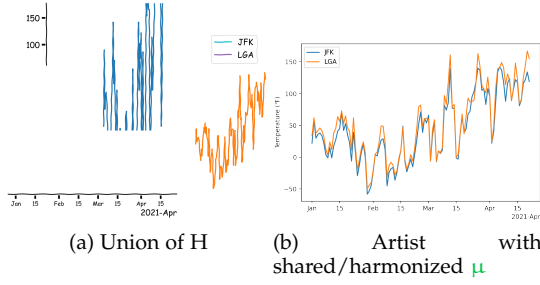 150
100
JFK
LGA
Jan 15 Feb 15 Mar 15 Apr 15
2021-Apr
(a) Union of H
JFK
LGA
Temperature (°F)
150
100
50
0
−50
Jan 15 Feb 15 Mar 15 Apr 15
2021-Apr
(b) Artist with
shared/harmonized μ